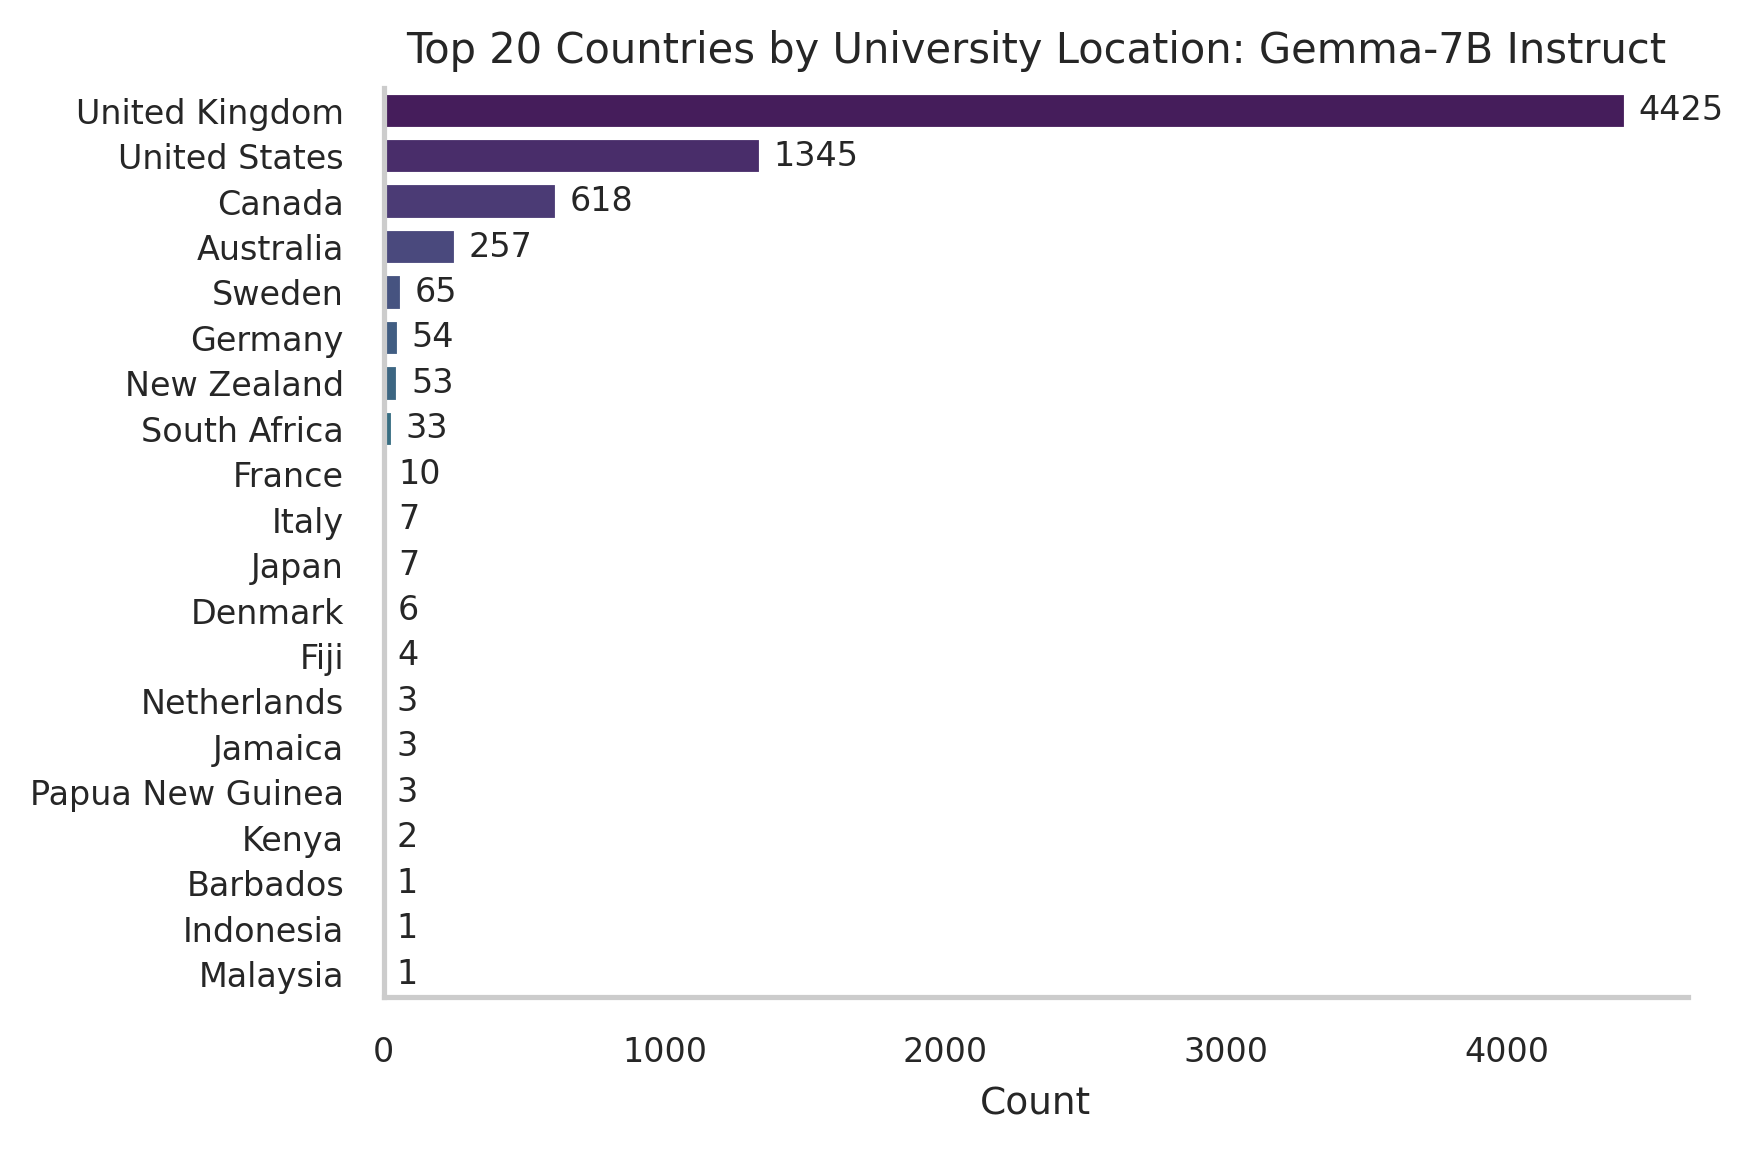 Top 20 Countries by University Location: Gemma-7B Instruct
United Kingdom 4425
United States 1345
Canada 618
Australia 257
Sweden 65
Germany 54
New Zealand 53
South Africa 33
France 10
Italy 7
Japan 7
Denmark 6
Fiji 4
Netherlands 3
Jamaica 3
Papua New Guinea 3
Kenya 2
Barbados 1
Indonesia 1
Malaysia 1
0 1000 2000 3000 4000
Count